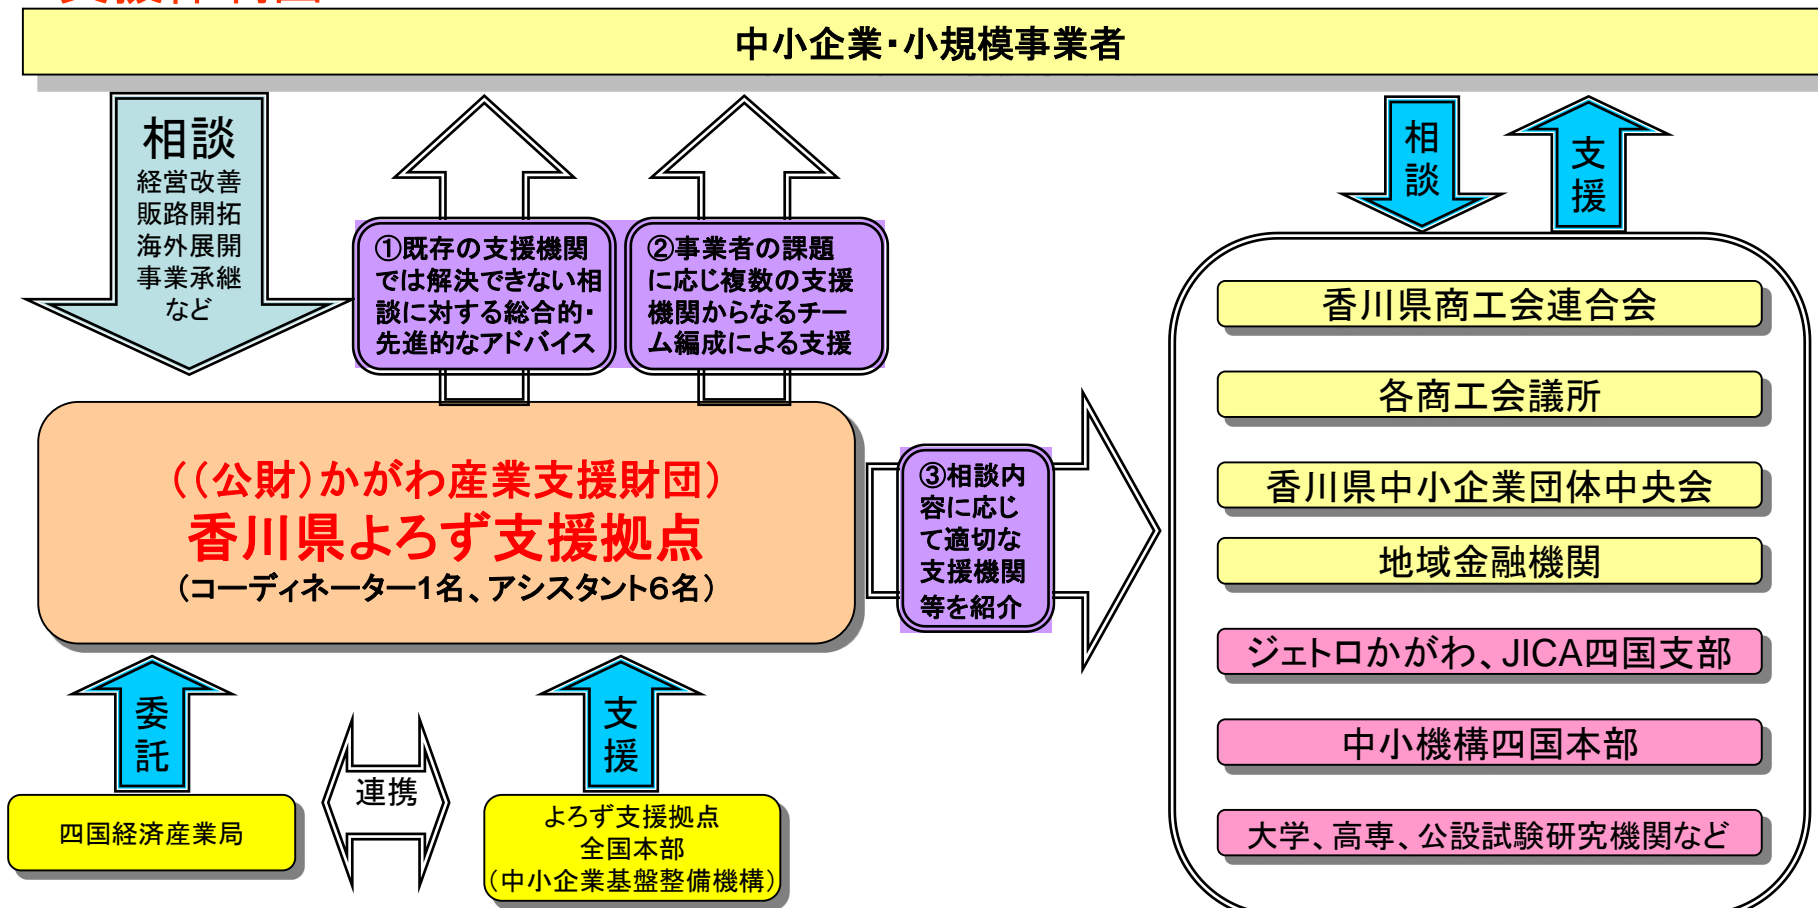 中小企業・小規模事業者
相談
経営改善
販路開拓
海外展開
事業承継
など
①既存の支援機関
では解決できない相
談に対する総合的・
先進的なアドバイス
②事業者の課題
に応じ複数の支援
機関からなるチー
ム編成による支援
相談
支援
((公財)かがわ産業支援財団)
香川県よろず支援拠点
(コーディネーター1名、アシスタント6名)
③相談内
容に応じ
て適切な
支援機関
等を紹介
香川県商工会連合会
各商工会議所
香川県中小企業団体中央会
地域金融機関
ジェトロかがわ、JICA四国支部
中小機構四国本部
大学、高専、公設試験研究機関など
委託
支援
連携
四国経済産業局
よろず支援拠点
全国本部
(中小企業基盤整備機構)